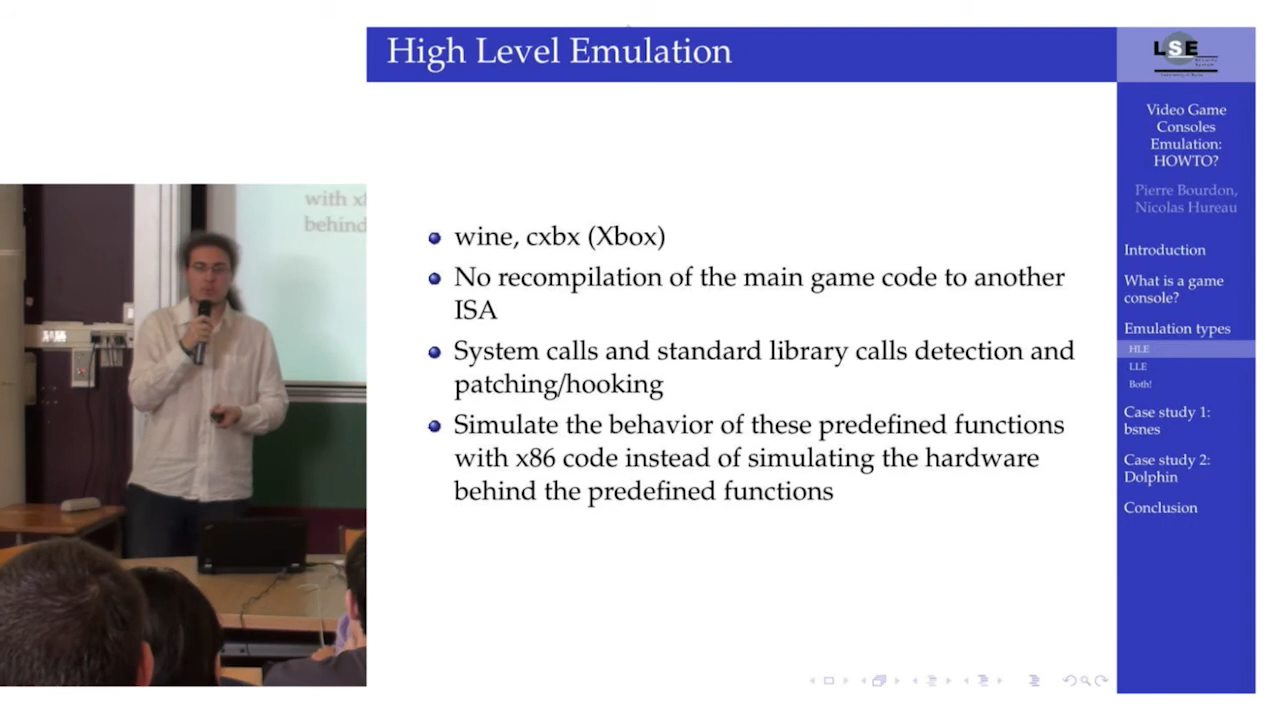 High Level Emulation
LSE
Video Game
Consoles
Emulation:
HOWTO?
Pierre Bourdon,
Nicolas Hureau
Introduction
What is a game
console?
Emulation types
HLE
LLE
Both!
Case study 1:
bsnes
Case study 2:
Dolphin
Conclusion
with
behind
wine, cxbx (Xbox)
No recompilation of the main game code to another
ISA
System calls and standard library calls detection and
patching/hooking
Simulate the behavior of these predefined functions
with x86 code instead of simulating the hardware
behind the predefined functions